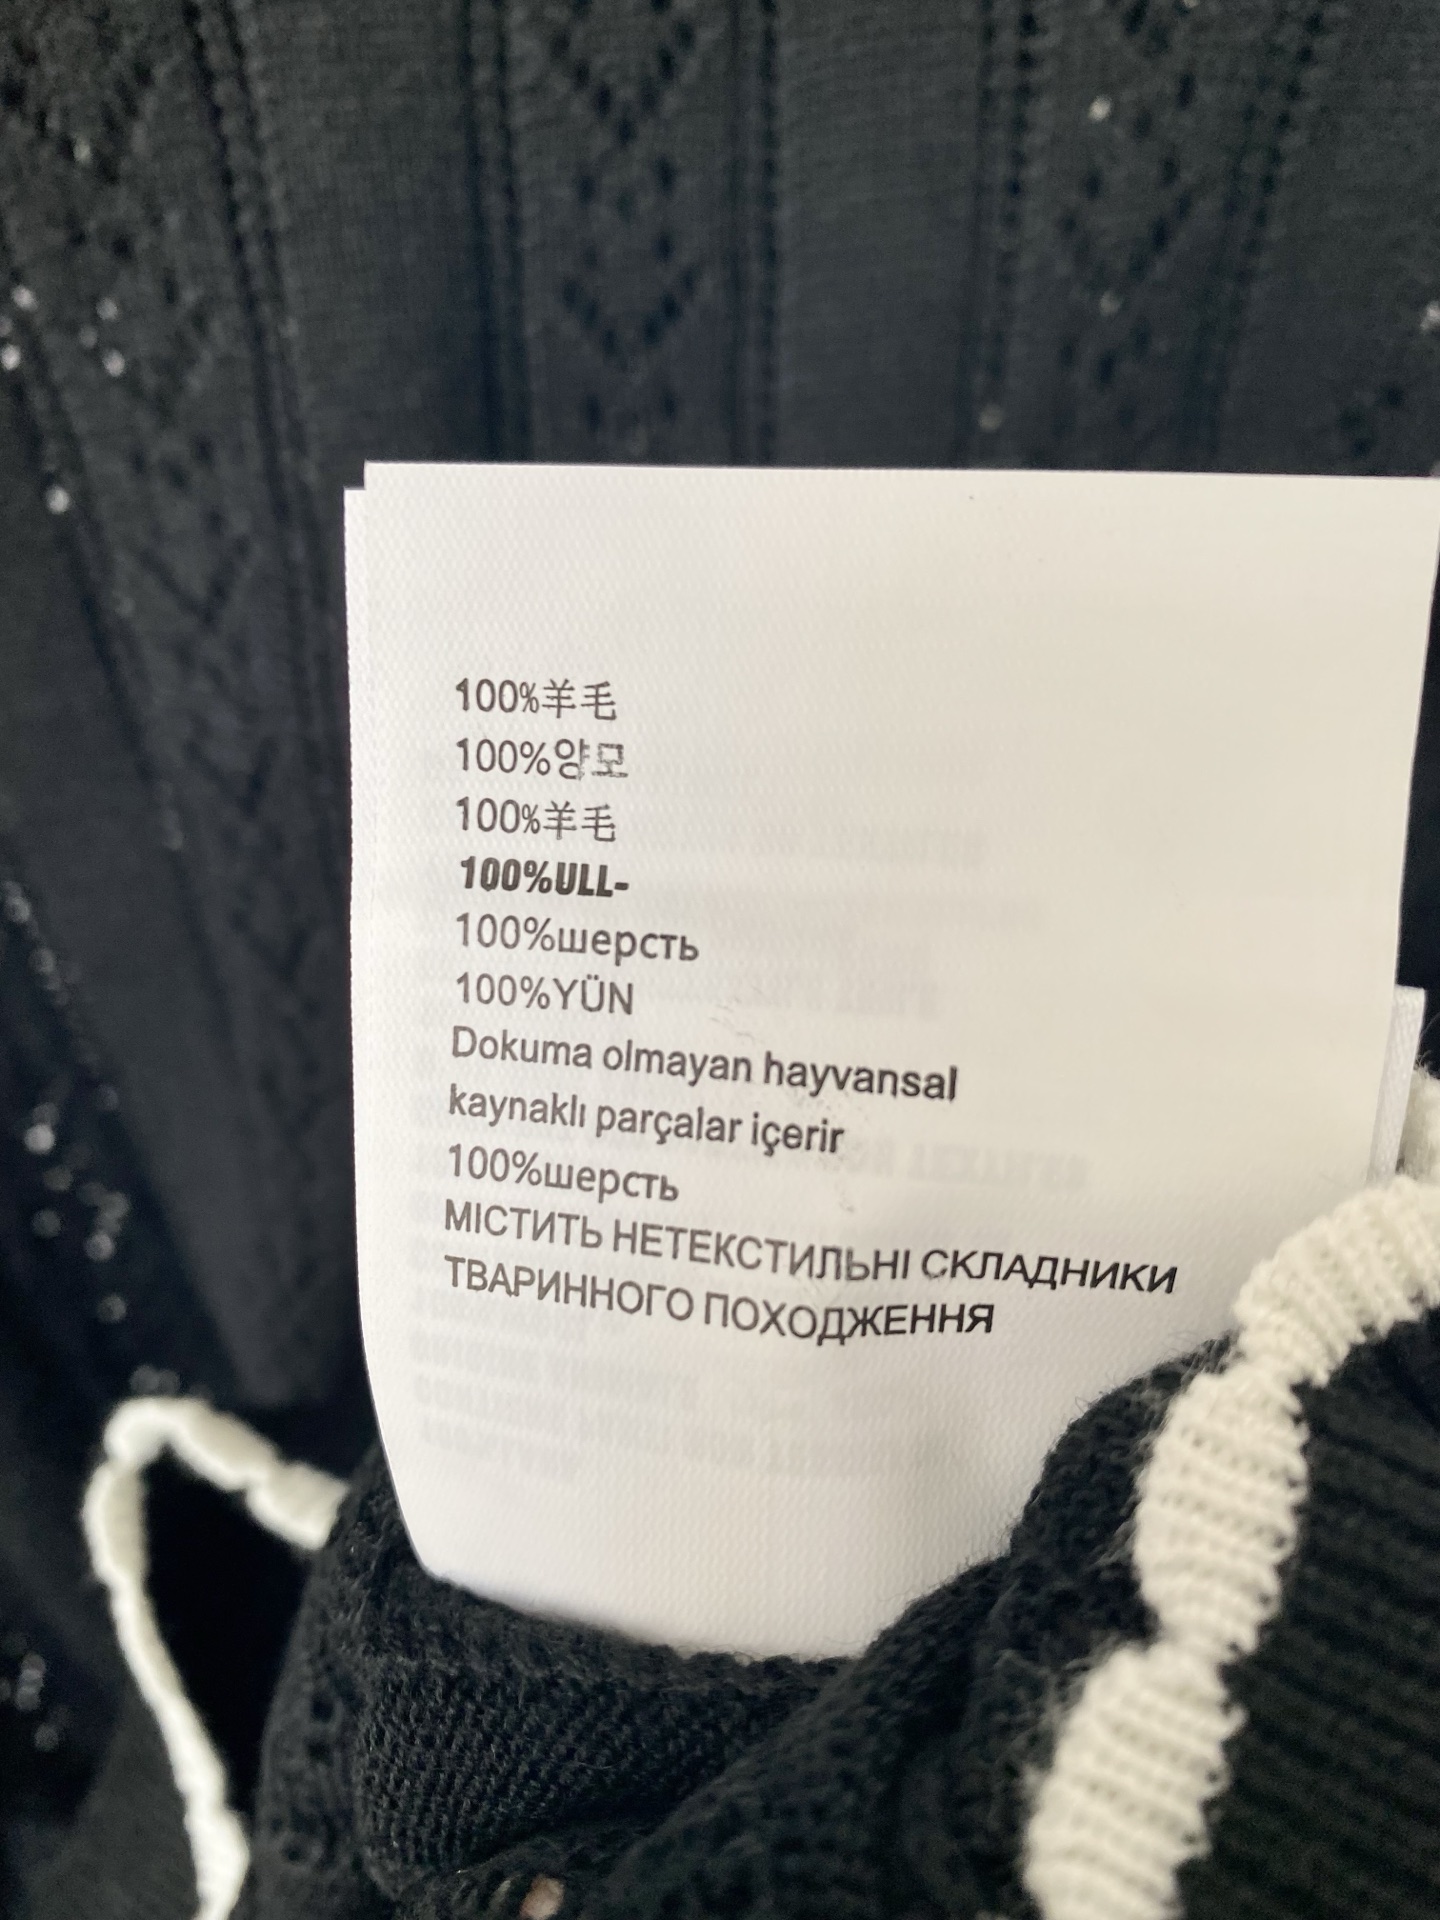 100%羊毛
100%양모
100%羊毛
100%ULL-
100%шерсть
100%YÜN
Dokuma olmayan hayvansal
kaynaklı parçalar içerir
100%шерсть
МІСТИТЬ НЕТЕКСТИЛЬНІ СКЛАДНИКИ
ТВАРИННОГО ПОХОДЖЕННЯ